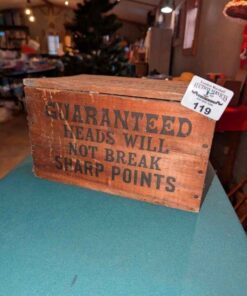 GUARANTEED
HEADS WILL
NOT BREAK
SHARP POINTS
119